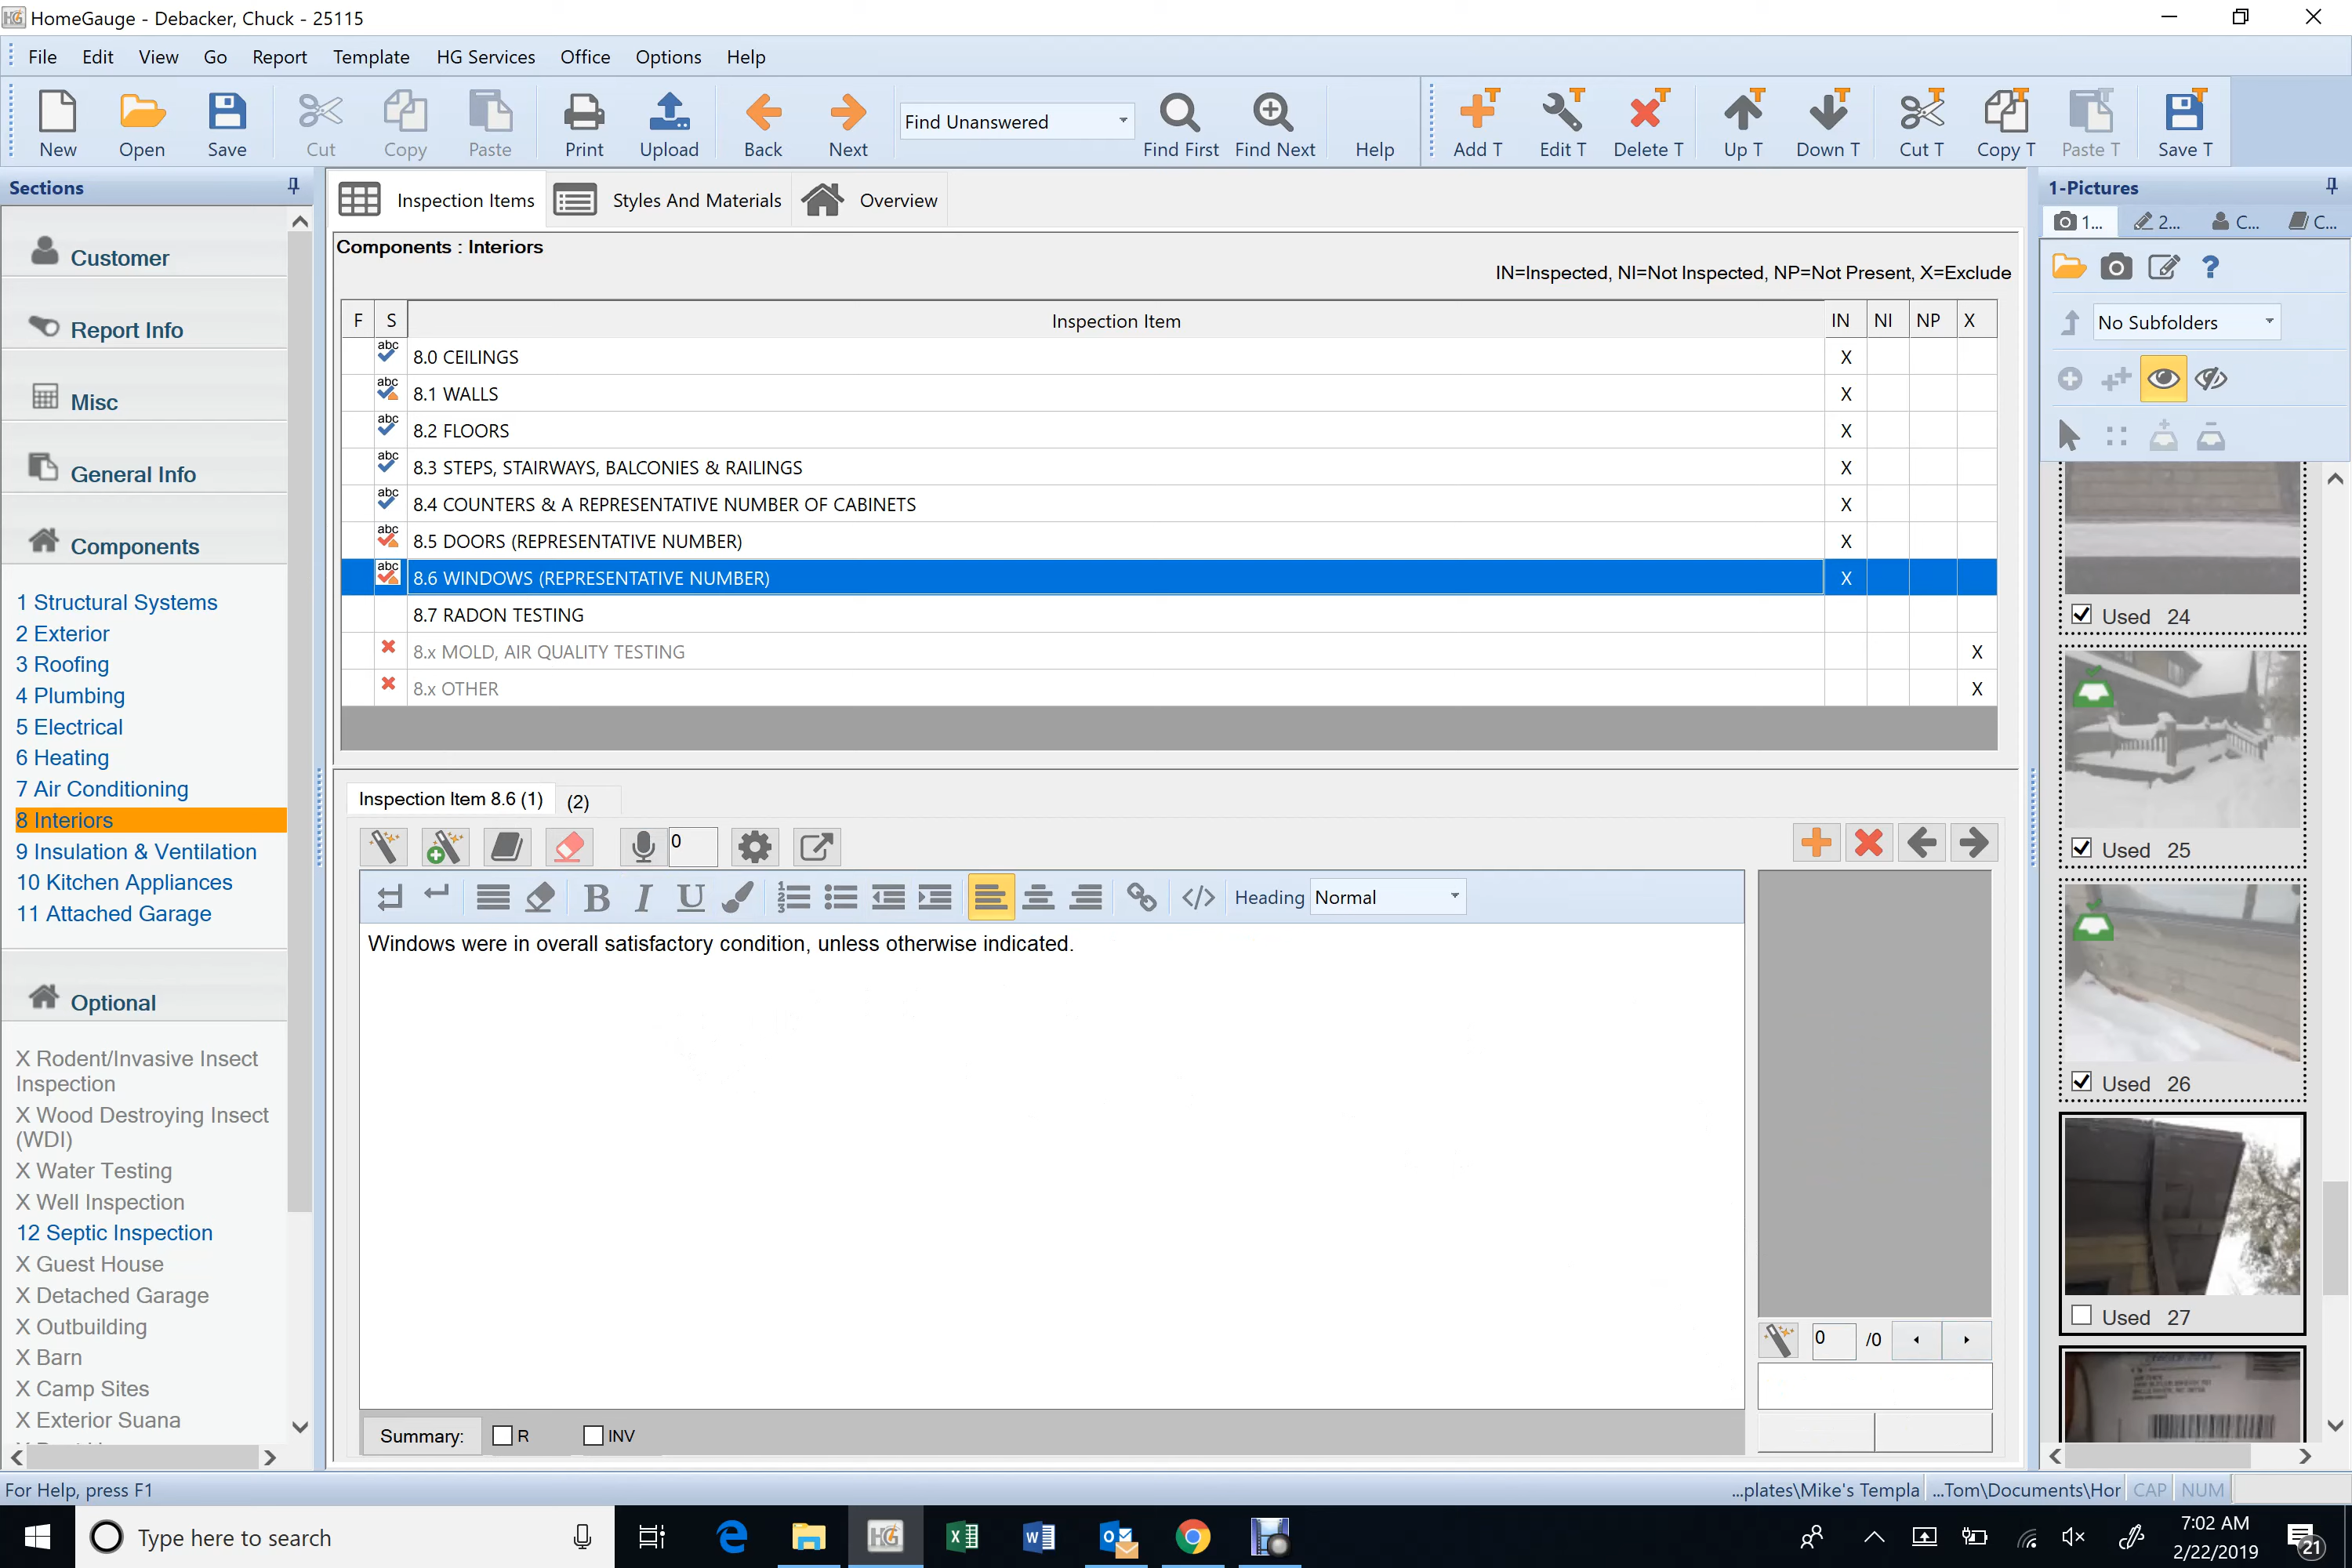 HomeGauge - Debacker, Chuck - 25115
File Edit View Go Report Template HG Services Office Options Help
New Open Save Cut Copy Paste Print Upload Back Next Find Unanswered Find First Find Next Help Add T Edit T Delete T Up T Down T Cut T Copy T Paste T Save T
Sections
Customer
Report Info
Misc
General Info
Components
1 Structural Systems
2 Exterior
3 Roofing
4 Plumbing
5 Electrical
6 Heating
7 Air Conditioning
8 Interiors
9 Insulation & Ventilation
10 Kitchen Appliances
11 Attached Garage
Optional
X Rodent/Invasive Insect
Inspection
X Wood Destroying Insect
(WDI)
X Water Testing
X Well Inspection
12 Septic Inspection
X Guest House
X Detached Garage
X Outbuilding
X Barn
X Camp Sites
X Exterior Suana
Inspection Items Styles And Materials Overview
Components : Interiors
IN=Inspected, NI=Not Inspected, NP=Not Present, X=Exclude
F S Inspection Item IN NI NP X
abc 8.0 CEILINGS X
abc 8.1 WALLS X
abc 8.2 FLOORS X
abc 8.3 STEPS, STAIRWAYS, BALCONIES & RAILINGS X
abc 8.4 COUNTERS & A REPRESENTATIVE NUMBER OF CABINETS X
abc 8.5 DOORS (REPRESENTATIVE NUMBER) X
abc 8.6 WINDOWS (REPRESENTATIVE NUMBER) X
8.7 RADON TESTING
8.x MOLD, AIR QUALITY TESTING X
8.x OTHER X
Inspection Item 8.6 (1) (2)
0
B I U Heading Normal
Windows were in overall satisfactory condition, unless otherwise indicated.
0 /0
Summary: R INV
1-Pictures
1... 2... C... C...
No Subfolders
Used 24
Used 25
Used 26
Used 27
For Help, press F1
...plates\Mike's Templa ...Tom\Documents\Hor CAP NUM
Type here to search
7:02 AM
2/22/2019
21